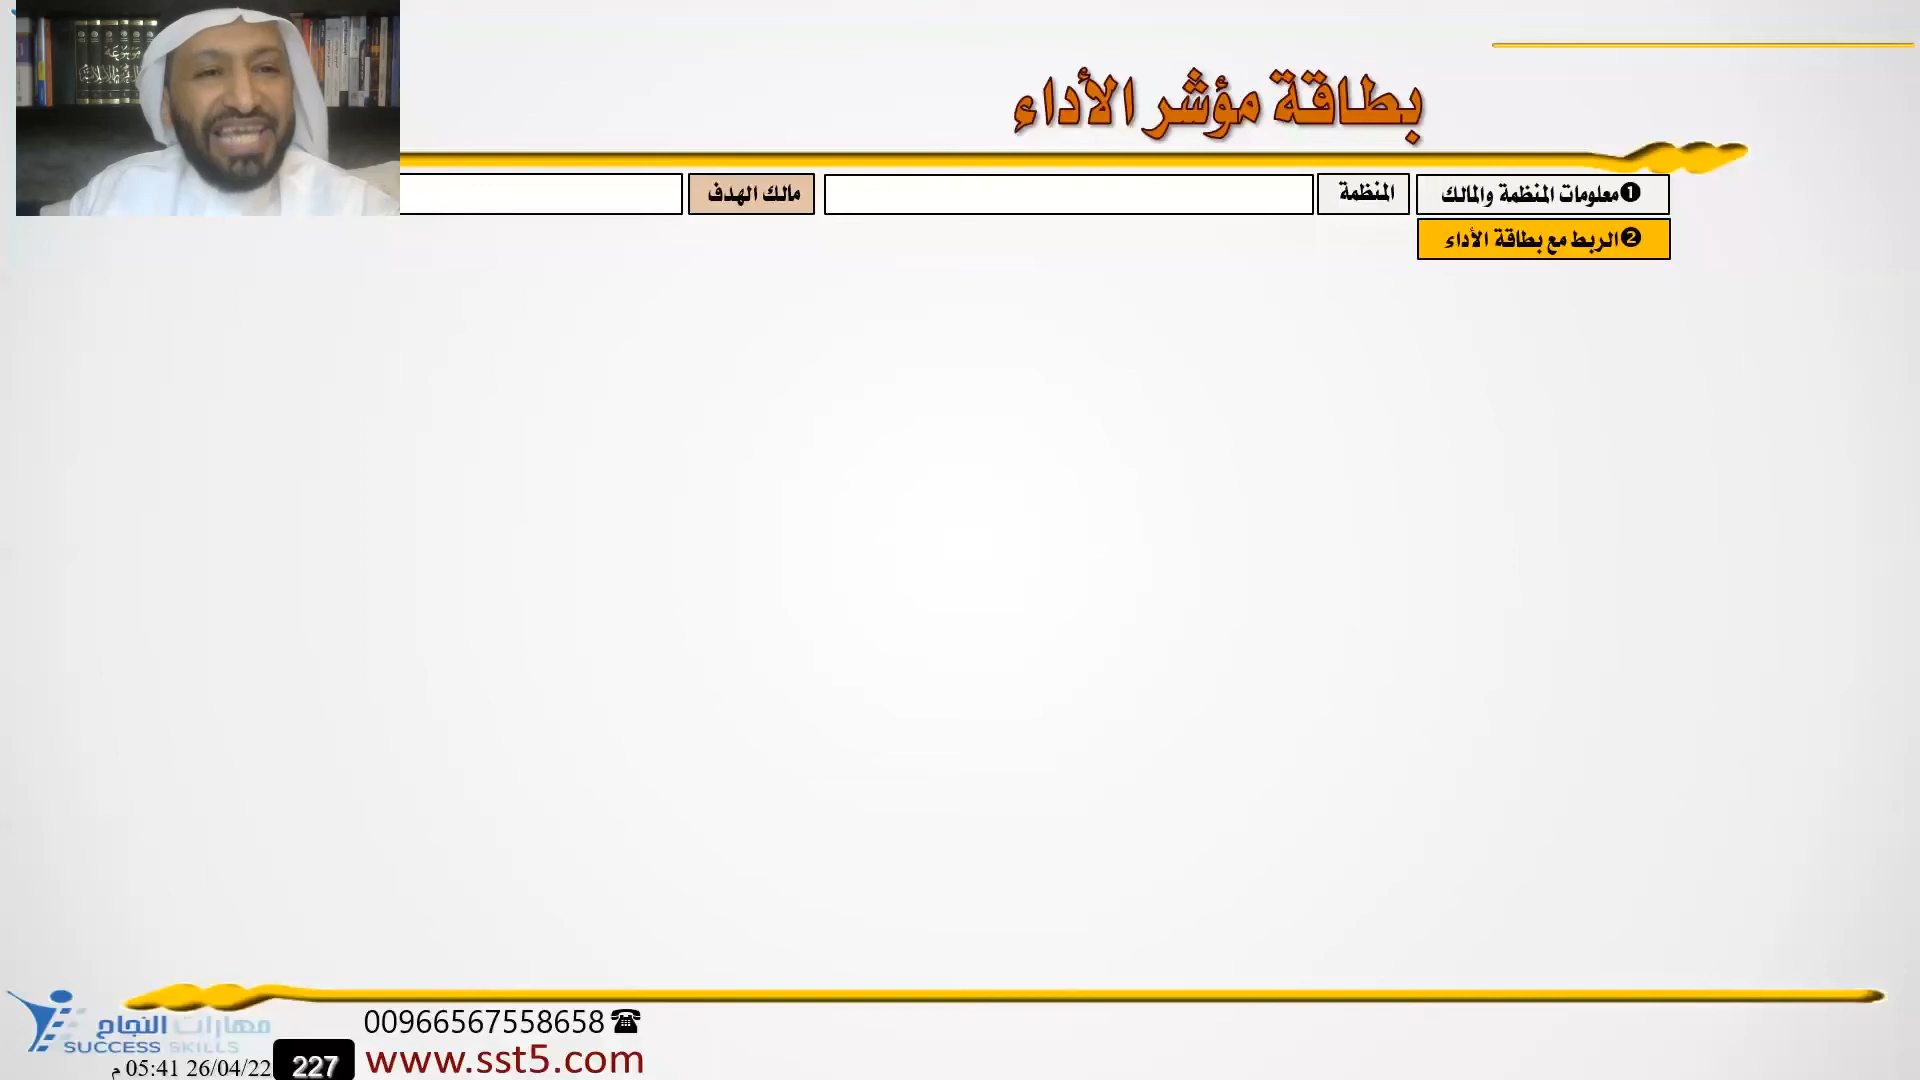 بطاقة مؤشر الأداء
❶معلومات المنظمة والمالك
المنظمة
مالك الهدف
❷الربط مع بطاقة الأداء
00966567558658 ☎
www.sst5.com
مهارات النجاح
SUCCESS SKILLS
05:41 26/04/22 م
227